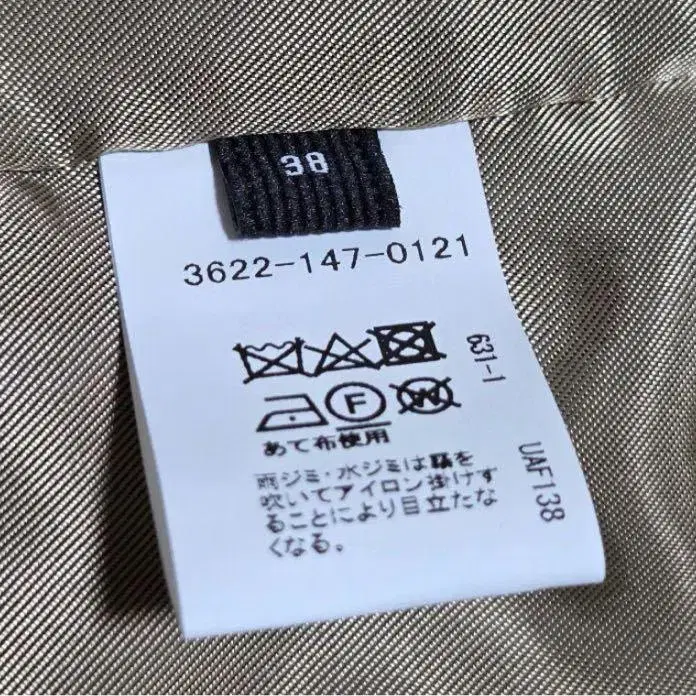 38
3622-147-0121
631-1
F
W
あて布使用
UAF138
雨ジミ・水ジミは霧を
吹いてアイロン掛けす
ることにより目立たな
くなる。